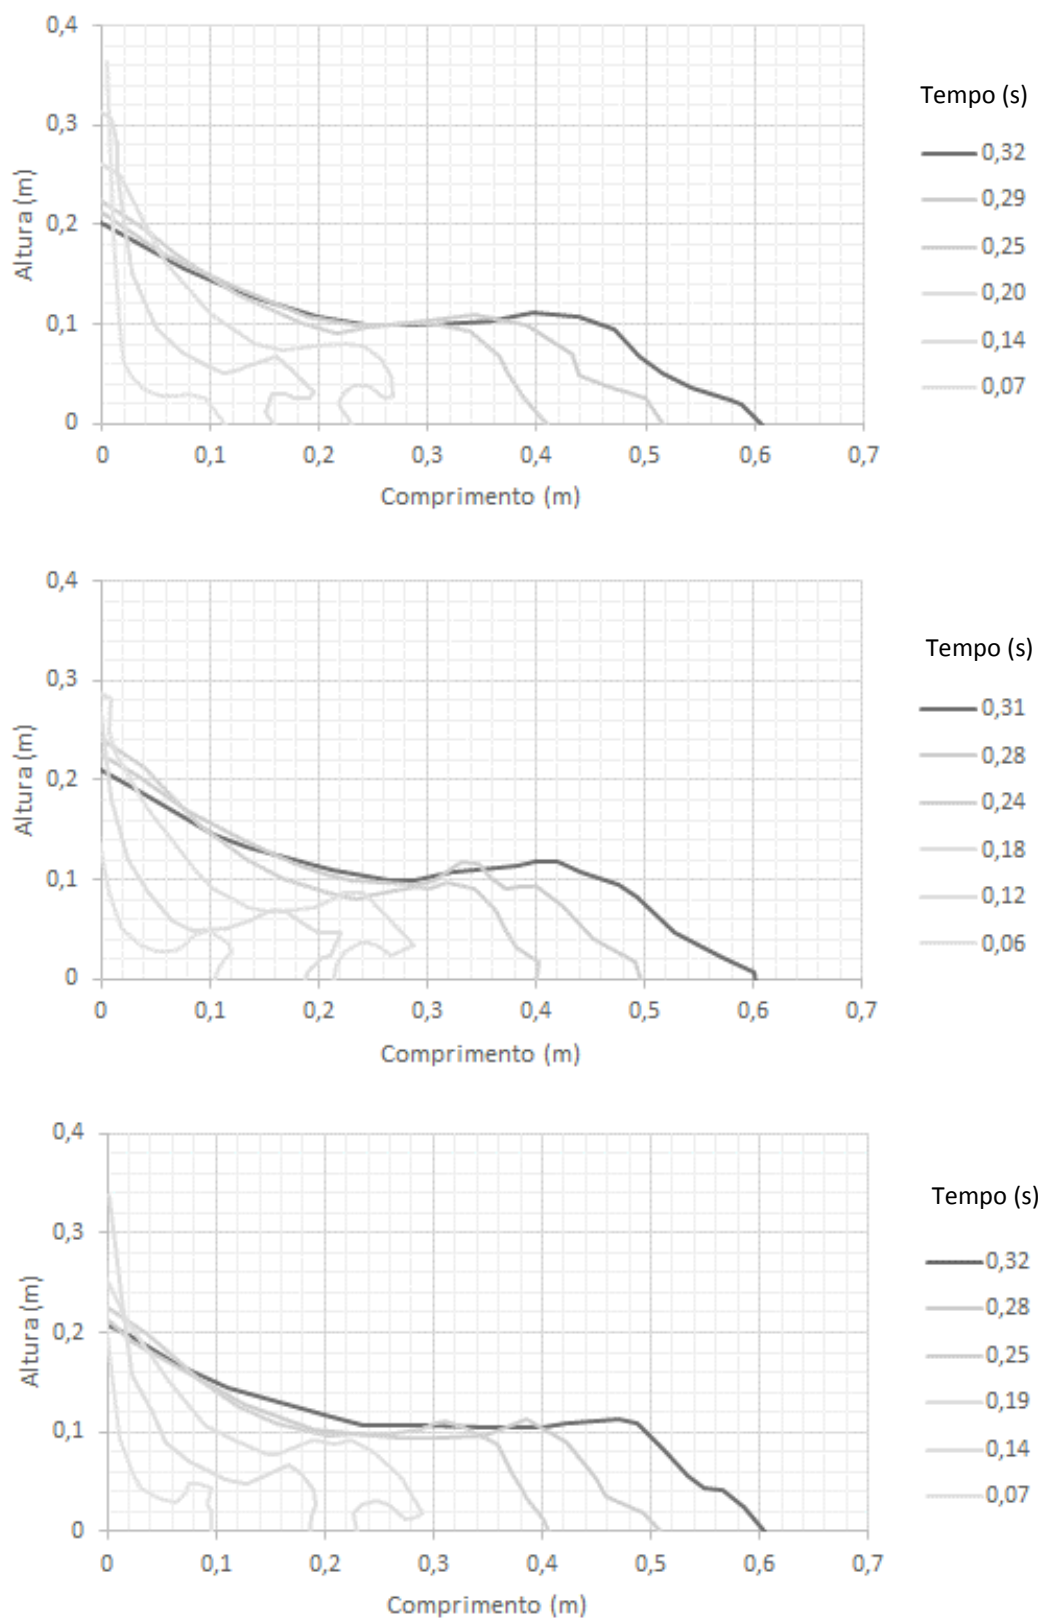 0,4
0,3
0,2
0,1
0
Altura (m)
0 0,1 0,2 0,3 0,4 0,5 0,6 0,7
Comprimento (m)
Tempo (s)
0,32
0,29
0,25
0,20
0,14
0,07
0,4
0,3
0,2
0,1
0
Altura (m)
0 0,1 0,2 0,3 0,4 0,5 0,6 0,7
Comprimento (m)
Tempo (s)
0,31
0,28
0,24
0,18
0,12
0,06
0,4
0,3
0,2
0,1
0
Altura (m)
0 0,1 0,2 0,3 0,4 0,5 0,6 0,7
Comprimento (m)
Tempo (s)
0,32
0,28
0,25
0,19
0,14
0,07